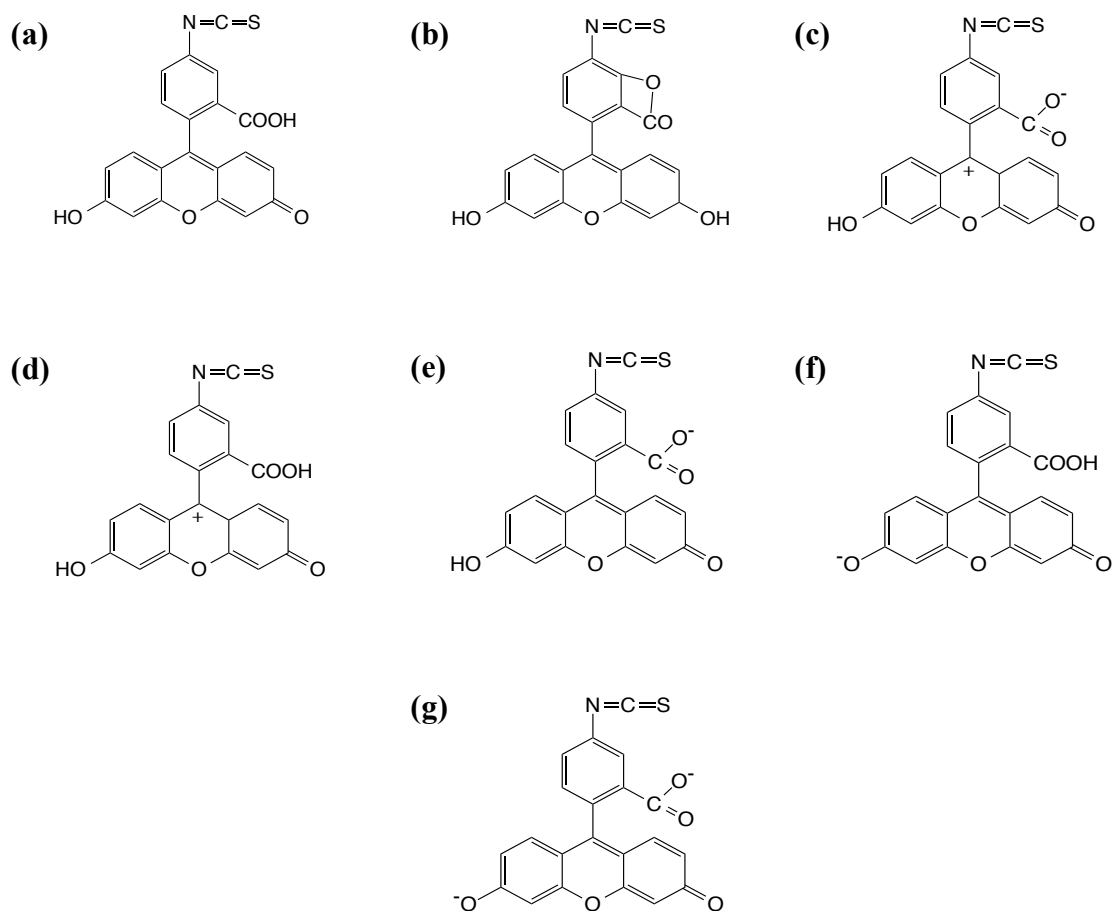 (a) N=C=S COOH HO O O
(b) N=C=S O CO HO O OH
(c) N=C=S O- C O + HO O O
(d) N=C=S COOH + HO O O
(e) N=C=S O- C O HO O O
(f) N=C=S COOH -O O O
(g) N=C=S O- C O -O O O